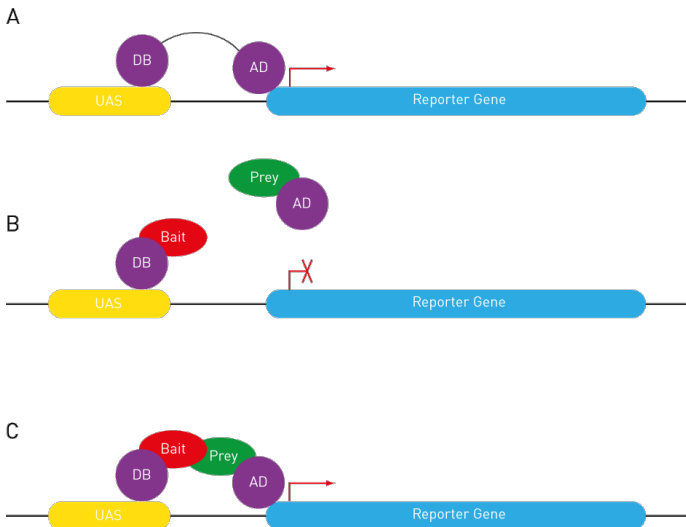 A
DB
AD
UAS
Reporter Gene
Prey
AD
B
Bait
DB
UAS
Reporter Gene
C
Bait
Prey
DB
AD
UAS
Reporter Gene